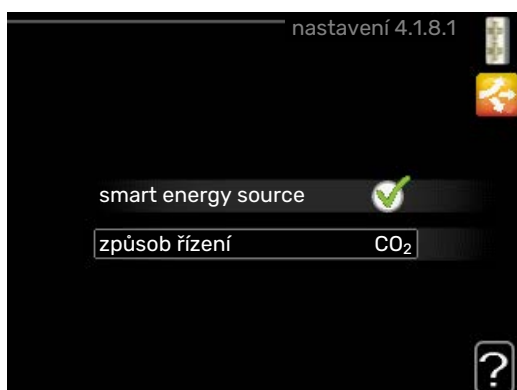 nastavení 4.1.8.1
smart energy source
způsob řízení CO₂
?